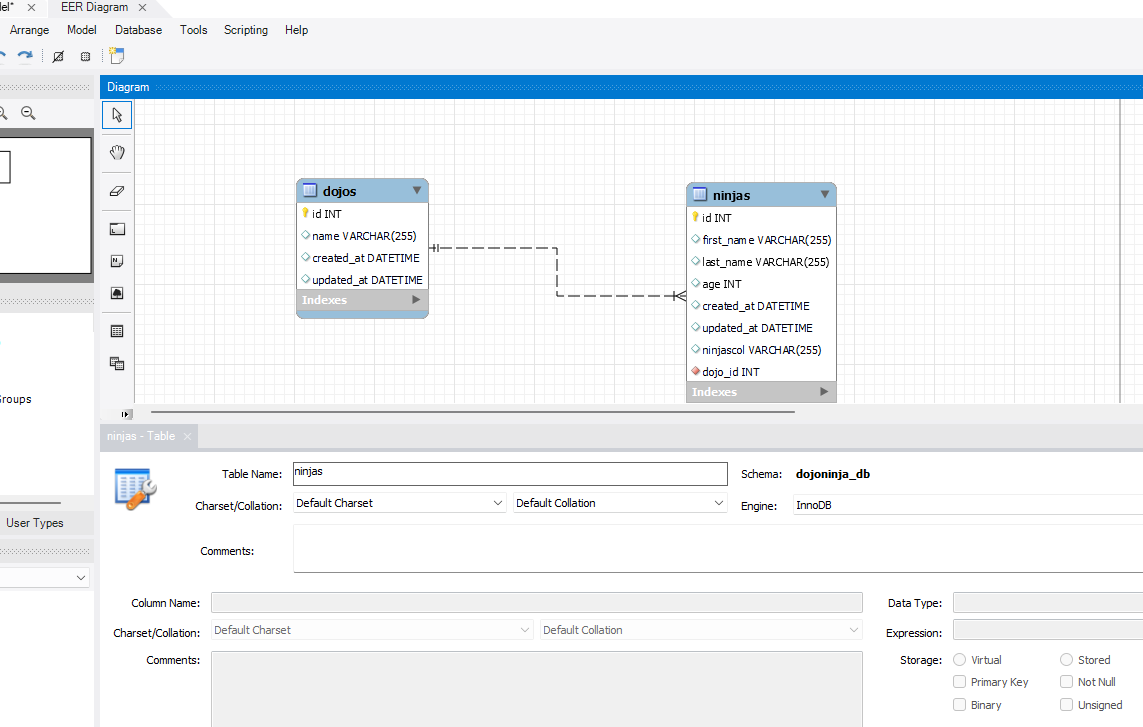 EER Diagram
Arrange Model Database Tools Scripting Help
Diagram
dojos
id INT
name VARCHAR(255)
created_at DATETIME
updated_at DATETIME
Indexes
ninjas
id INT
first_name VARCHAR(255)
last_name VARCHAR(255)
age INT
created_at DATETIME
updated_at DATETIME
ninjascol VARCHAR(255)
dojo_id INT
Indexes
User Types
ninjas - Table
Table Name: ninjas Schema: dojoninja_db
Charset/Collation: Default Charset Default Collation Engine: InnoDB
Comments:
Column Name: Data Type:
Charset/Collation: Default Charset Default Collation Expression:
Comments: Storage: Virtual Stored
Primary Key Not Null
Binary Unsigned